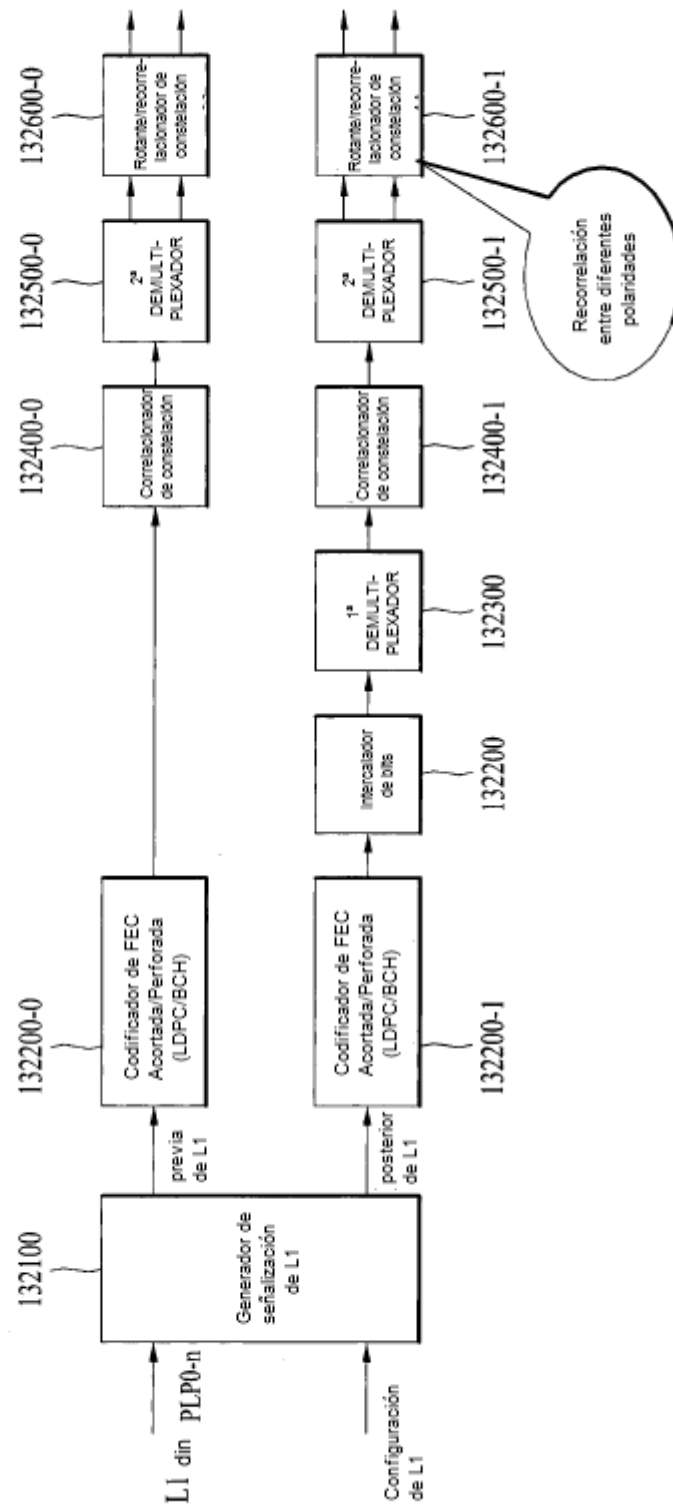 132100
132200-0
132400-0
132500-0
132600-0
L1 din PLP0-n
Configuración
de L1
Generador de
señalización
de L1
previa
de L1
Codificador de FEC
Acortada/Perforada
(LDPC/BCH)
Correlacionador
de constelación
2ª
DEMULTI-
PLEXADOR
Rotante/recorre-
lacionador de
constelación
posterior
de L1
Codificador de FEC
Acortada/Perforada
(LDPC/BCH)
Intercalador
de bits
1ª
DEMULTI-
PLEXADOR
Correlacionador
de constelación
2ª
DEMULTI-
PLEXADOR
Rotante/recorre-
lacionador de
constelación
132200-1
132200
132300
132400-1
132500-1
132600-1
Recorrelación
entre diferentes
polaridades